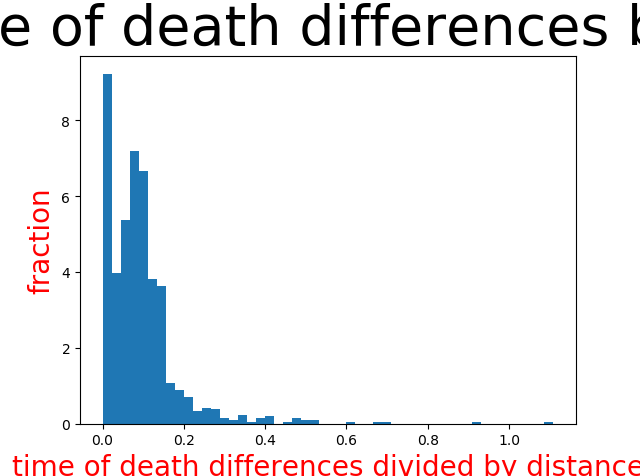 e of death differences b
fraction
8
6
4
2
0
0.0 0.2 0.4 0.6 0.8 1.0
time of death differences divided by distance